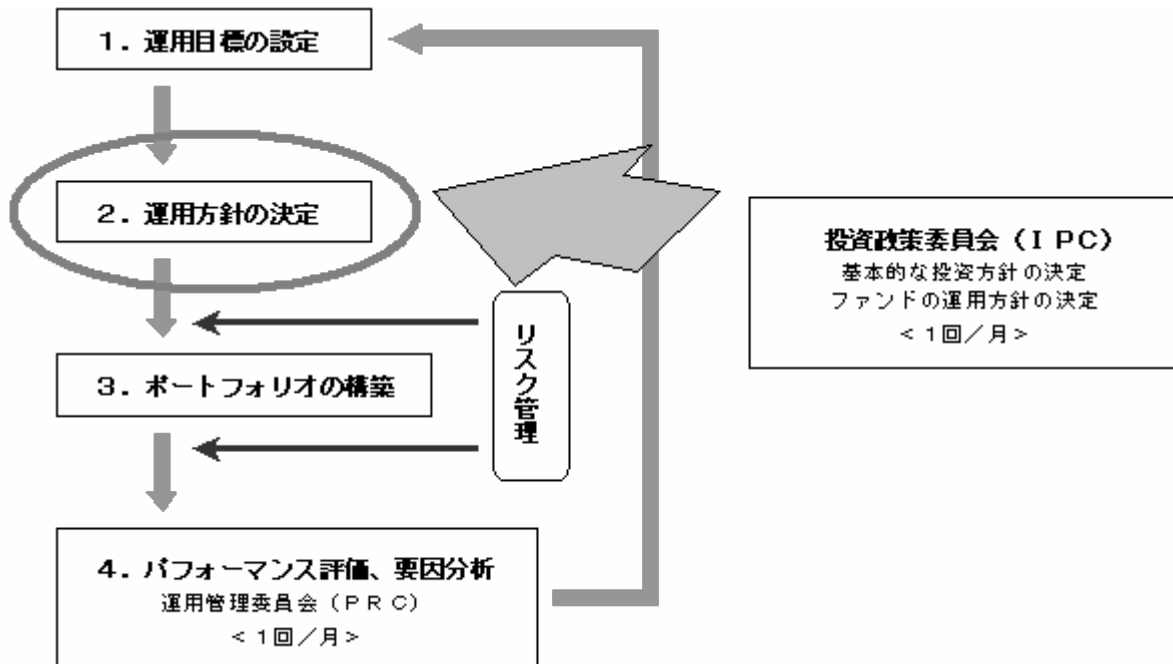 １．運用目標の設定
２．運用方針の決定
投資政策委員会（ＩＰＣ）
基本的な投資方針の決定
ファンドの運用方針の決定
＜１回／月＞
リスク管理
３．ポートフォリオの構築
４．パフォーマンス評価、要因分析
運用管理委員会（ＰＲＣ）
＜１回／月＞